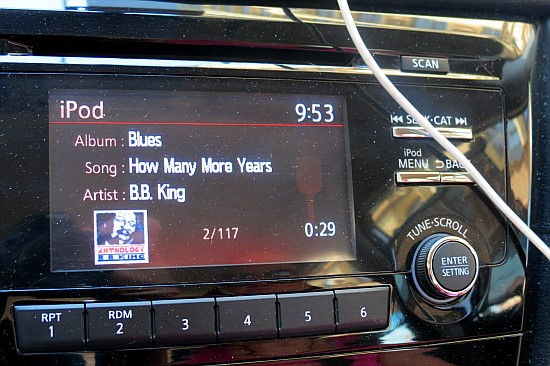 SCAN
iPod 9:53
Album : Blues
Song : How Many More Years
Artist : B.B. King
ANTHOLOGY
B.B. KING
2/117 0:29
SEEK·CAT
iPod
MENU BACK
TUNE·SCROLL
ENTER
SETTING
RPT
1
RDM
2
3
4
5
6